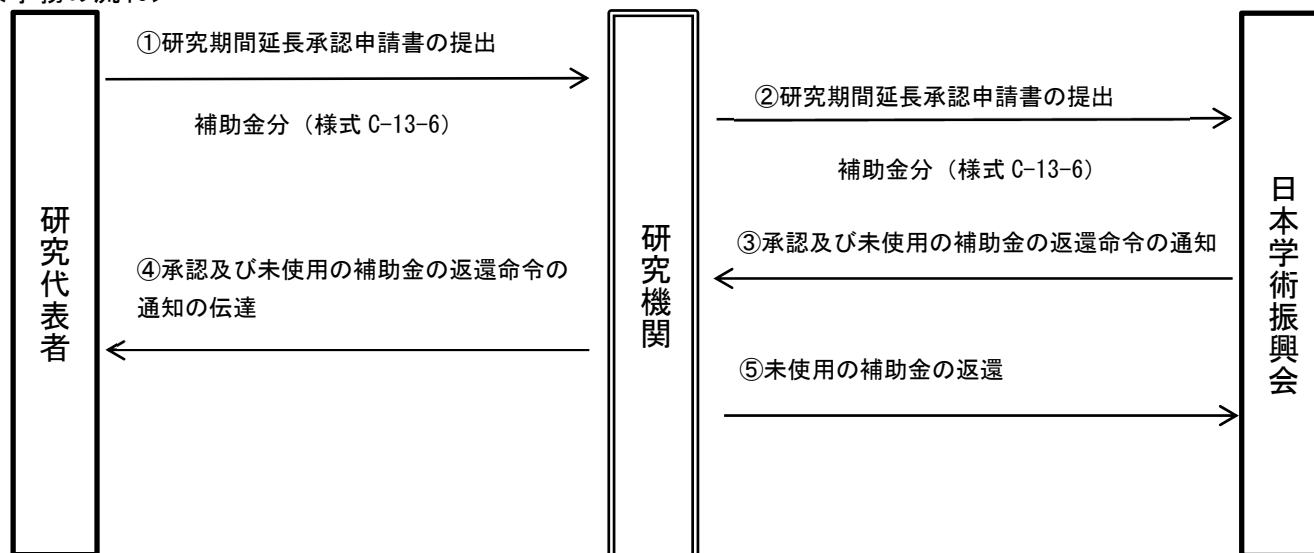 ①研究期間延長承認申請書の提出
補助金分（様式 C-13-6）
②研究期間延長承認申請書の提出
補助金分（様式 C-13-6）
③承認及び未使用の補助金の返還命令の通知
④承認及び未使用の補助金の返還命令の
通知の伝達
⑤未使用の補助金の返還
研究代表者
研究機関
日本学術振興会